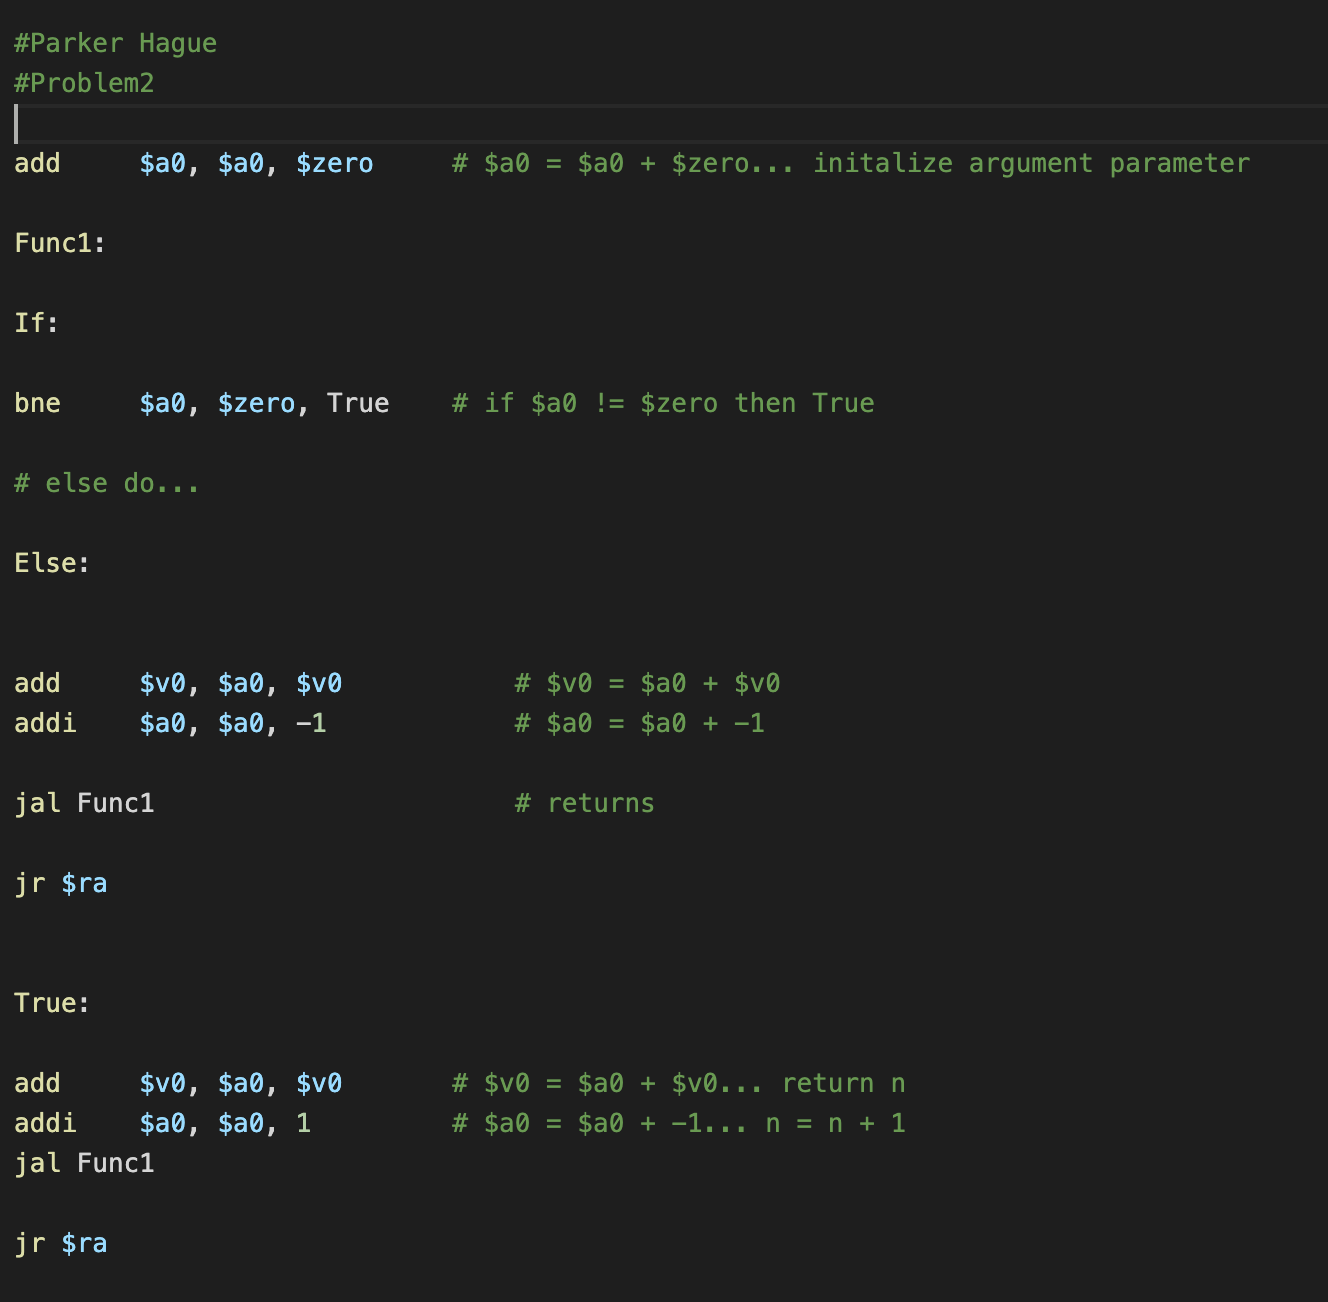 #Parker Hague
#Problem2
add     $a0, $a0, $zero     # $a0 = $a0 + $zero... initalize argument parameter
Func1:
If:
bne     $a0, $zero, True    # if $a0 != $zero then True
# else do...
Else:
add     $v0, $a0, $v0           # $v0 = $a0 + $v0
addi    $a0, $a0, -1            # $a0 = $a0 + -1
jal Func1                       # returns
jr $ra
True:
add     $v0, $a0, $v0       # $v0 = $a0 + $v0... return n
addi    $a0, $a0, 1         # $a0 = $a0 + -1... n = n + 1
jal Func1
jr $ra